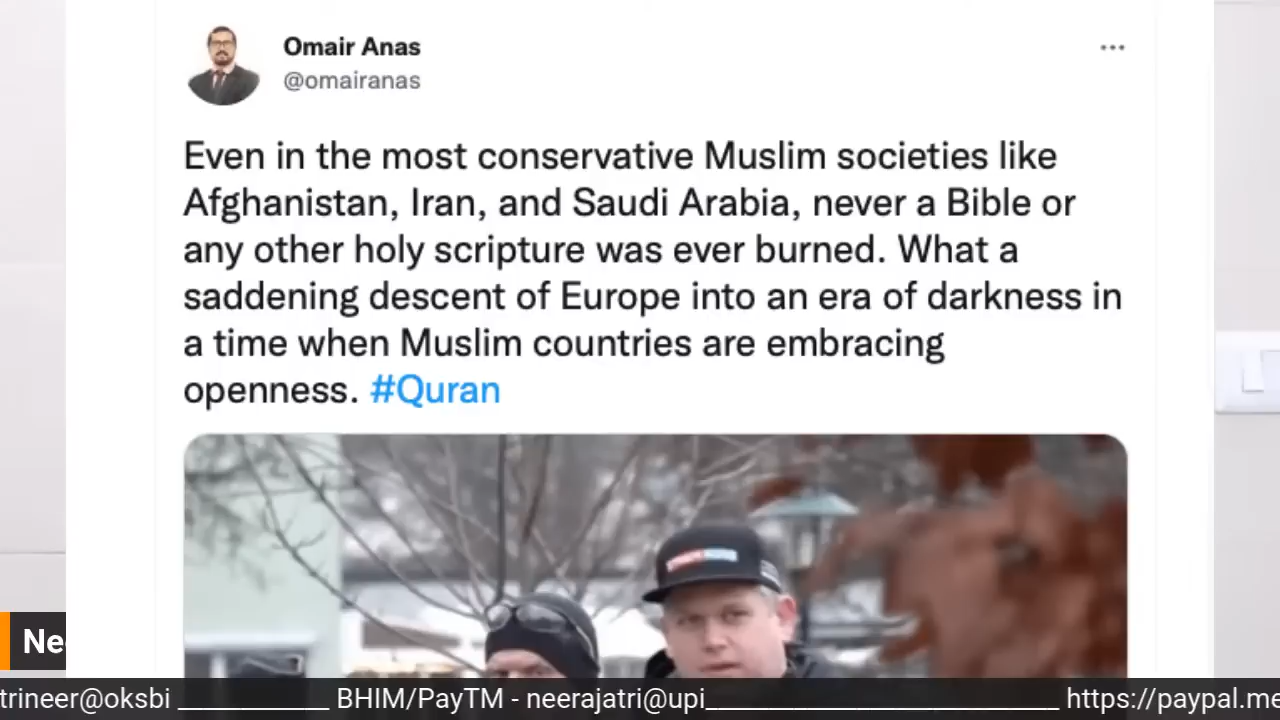 Omair Anas
@omairanas
Even in the most conservative Muslim societies like
Afghanistan, Iran, and Saudi Arabia, never a Bible or
any other holy scripture was ever burned. What a
saddening descent of Europe into an era of darkness in
a time when Muslim countries are embracing
openness. #Quran
Ne
trineer@oksbi ____________ BHIM/PayTM - neerajatri@upi____________________________ https://paypal.me